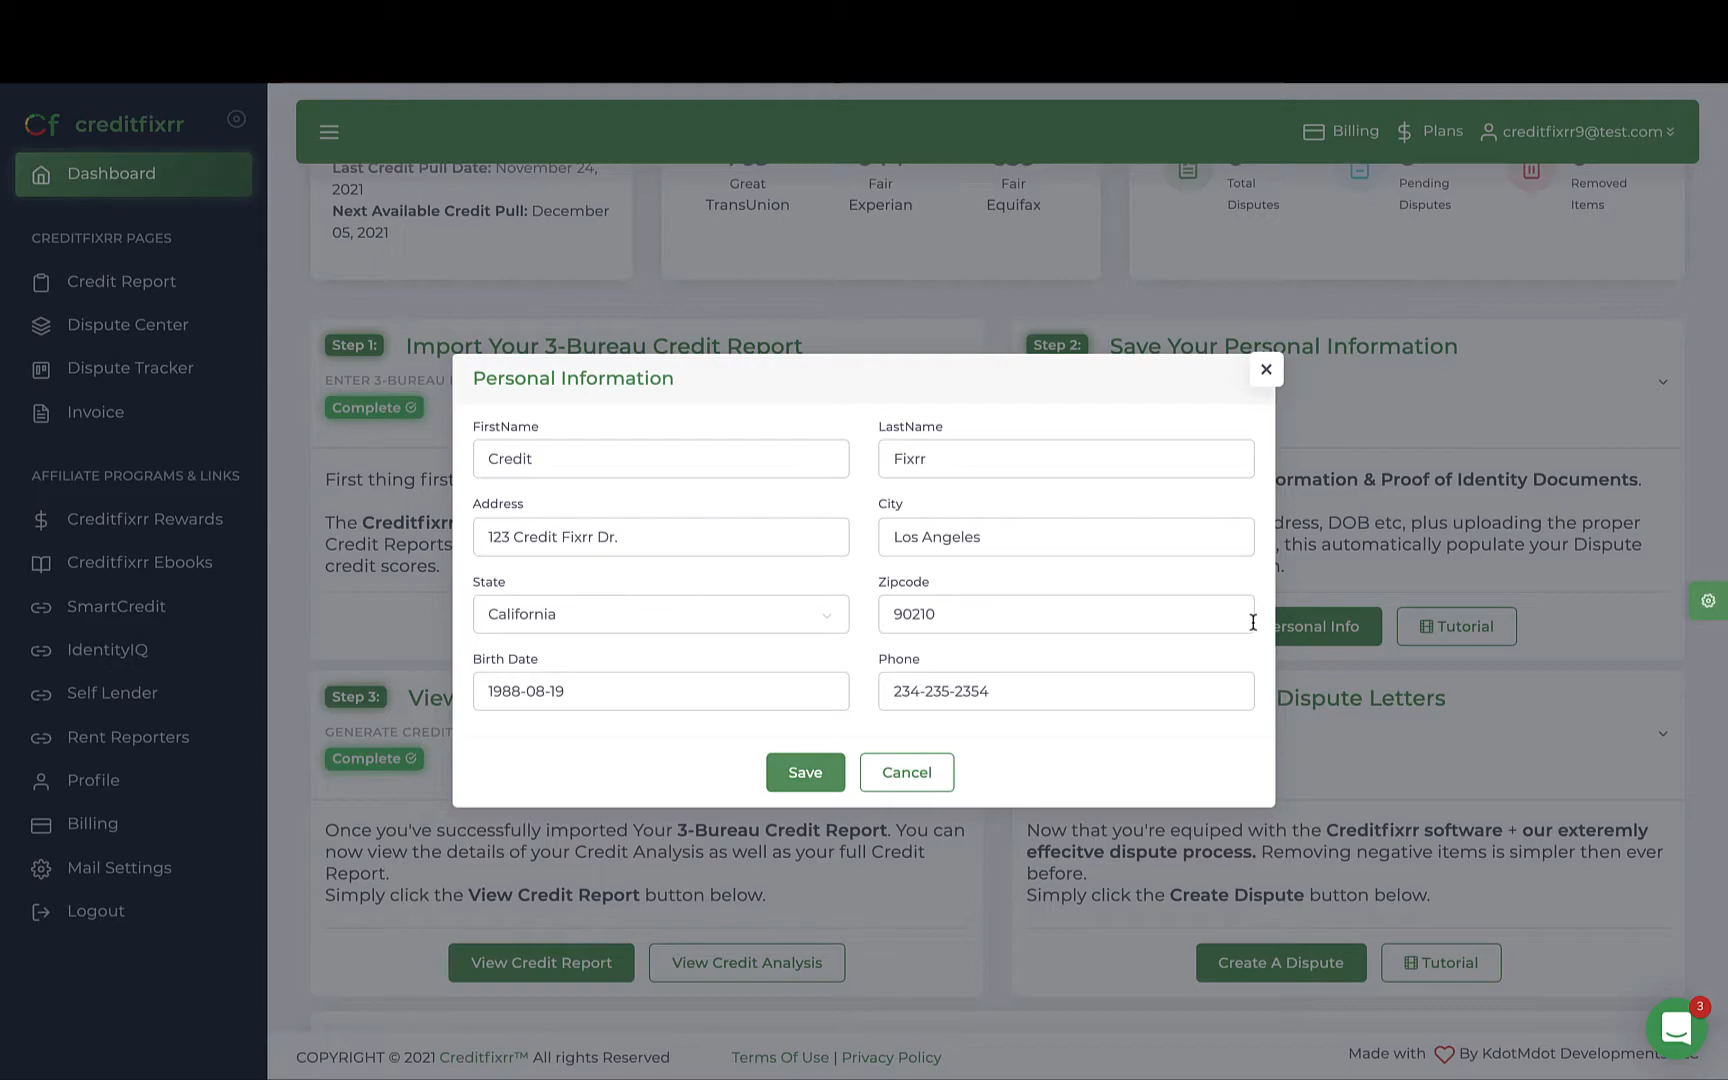 creditfixrr
Dashboard
CREDITFIXRR PAGES
Credit Report
Dispute Center
Dispute Tracker
Invoice
AFFILIATE PROGRAMS & LINKS
Creditfixrr Rewards
Creditfixrr Ebooks
SmartCredit
IdentityIQ
Self Lender
Rent Reporters
Profile
Billing
Mail Settings
Logout
Billing
Plans
creditfixrr9@test.com
Last Credit Pull Date: November 24,
2021
Next Available Credit Pull: December
05, 2021
Great
TransUnion
Fair
Experian
Fair
Equifax
Total
Disputes
Pending
Disputes
Removed
Items
Step 1:
Import Your 3-Bureau Credit Report
ENTER 3-BUREAU
Complete
First thing first
The Creditfixrr
Credit Reports
credit scores.
Step 2:
Save Your Personal Information
ormation & Proof of Identity Documents.
dress, DOB etc, plus uploading the proper
, this automatically populate your Dispute
n.
ersonal Info
Tutorial
Personal Information
×
FirstName
Credit
LastName
Fixrr
Address
123 Credit Fixrr Dr.
City
Los Angeles
State
California
Zipcode
90210
Birth Date
1988-08-19
Phone
234-235-2354
Save
Cancel
Step 3:
View
GENERATE CREDIT
Complete
Once you've successfully imported Your 3-Bureau Credit Report. You can
now view the details of your Credit Analysis as well as your full Credit
Report.
Simply click the View Credit Report button below.
View Credit Report
View Credit Analysis
Dispute Letters
Now that you're equiped with the Creditfixrr software + our exteremly
effecitve dispute process. Removing negative items is simpler then ever
before.
Simply click the Create Dispute button below.
Create A Dispute
Tutorial
3
COPYRIGHT © 2021 Creditfixrr™ All rights Reserved
Terms Of Use | Privacy Policy
Made with
By KdotMdot Developments